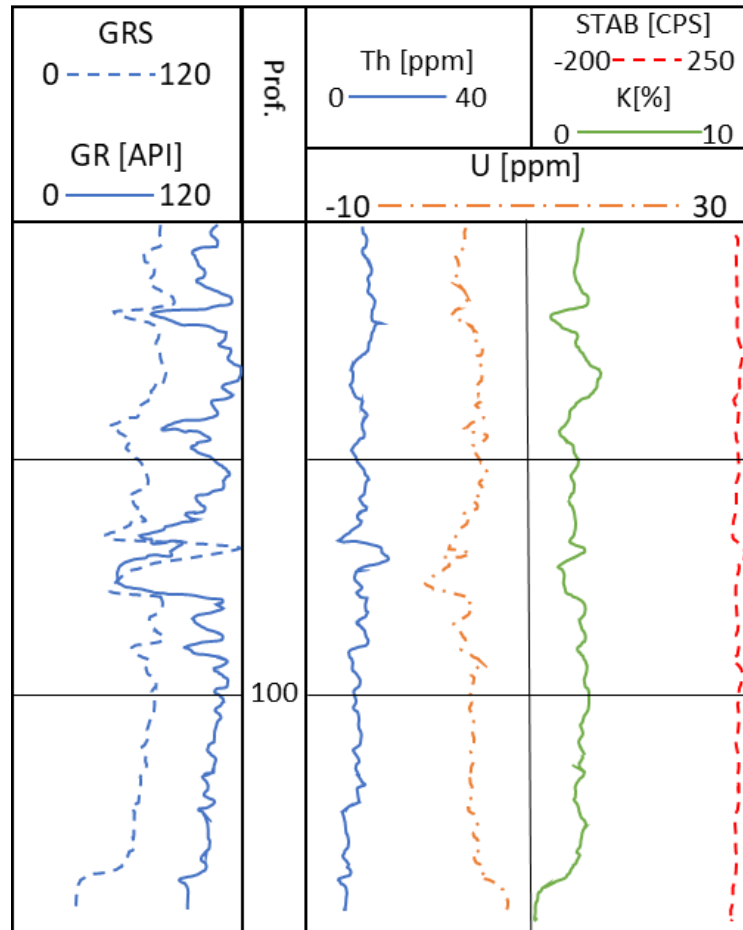 GRS
0 120
GR [API]
0 120
Prof.
Th [ppm]
0 40
STAB [CPS]
-200 250
K[%]
0 10
U [ppm]
-10 30
100